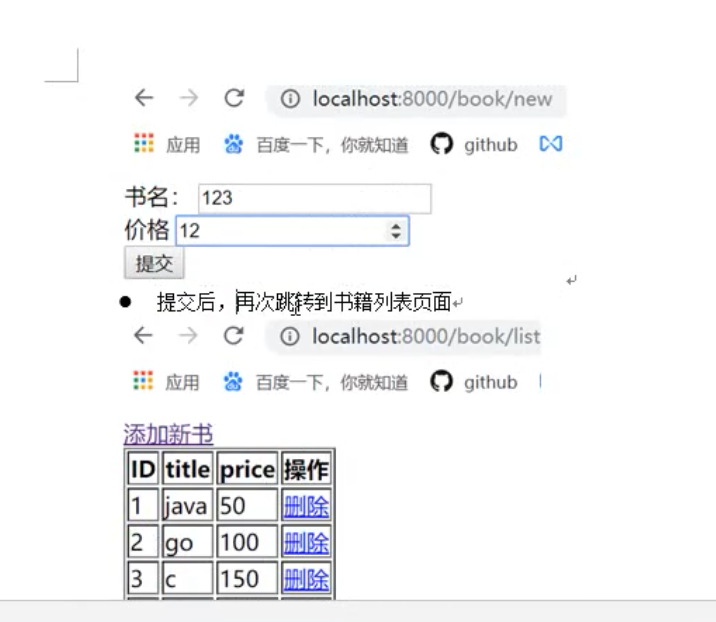 localhost:8000/book/new
应用 百度一下，你就知道 github
书名： 123
价格 12
提交
● 提交后，再次跳转到书籍列表页面
localhost:8000/book/list
应用 百度一下，你就知道 github
添加新书
ID title price 操作
1 java 50 删除
2 go 100 删除
3 c 150 删除